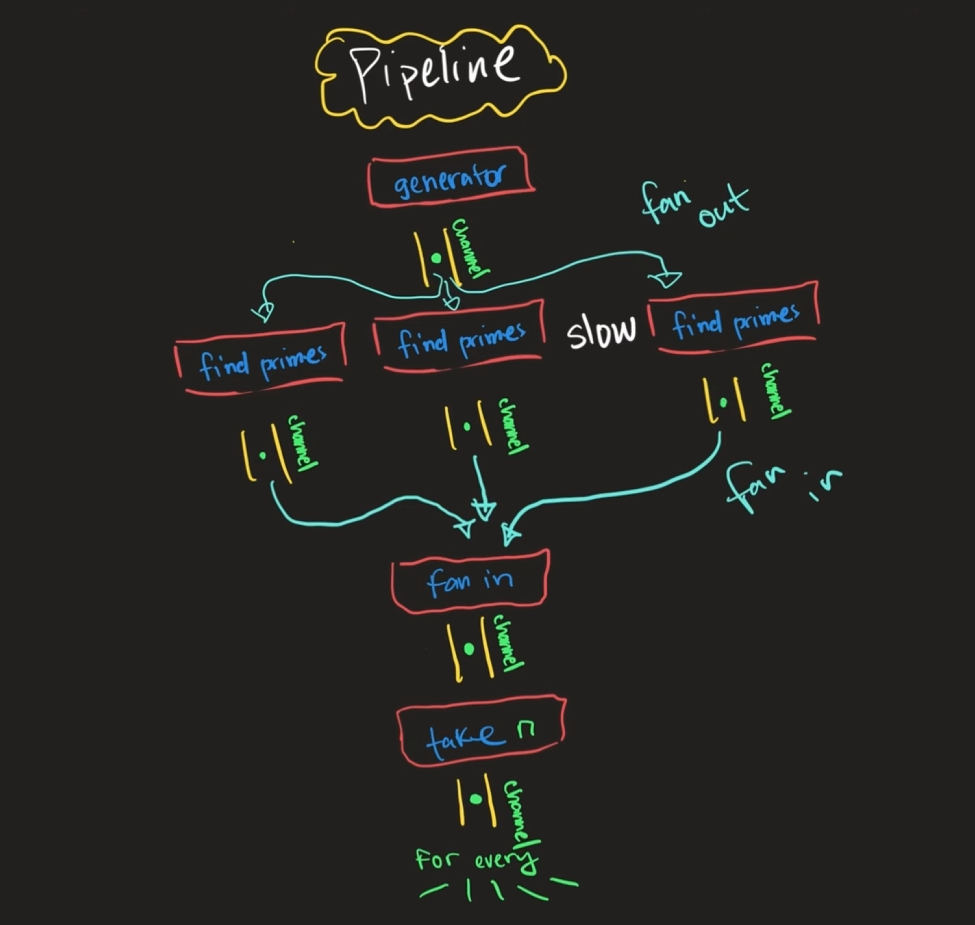 Pipeline
generator
fan out
channel
find primes
find primes
slow
find primes
channel
channel
channel
fan in
fan in
channel
take n
channel
For every